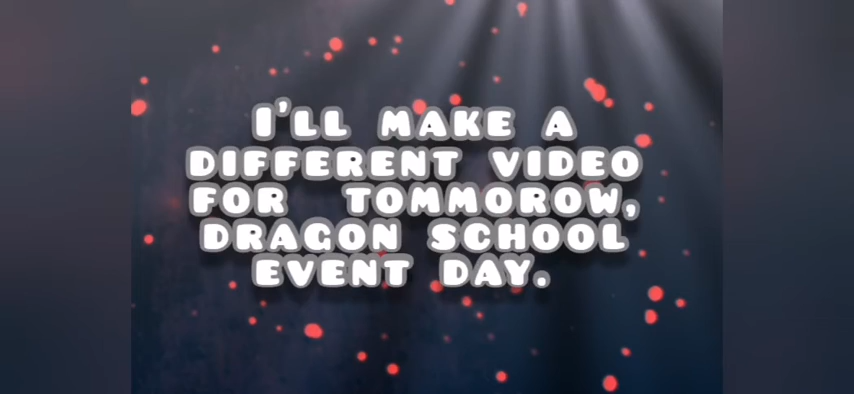 I'LL MAKE A
DIFFERENT VIDEO
FOR TOMMOROW,
DRAGON SCHOOL
EVENT DAY.